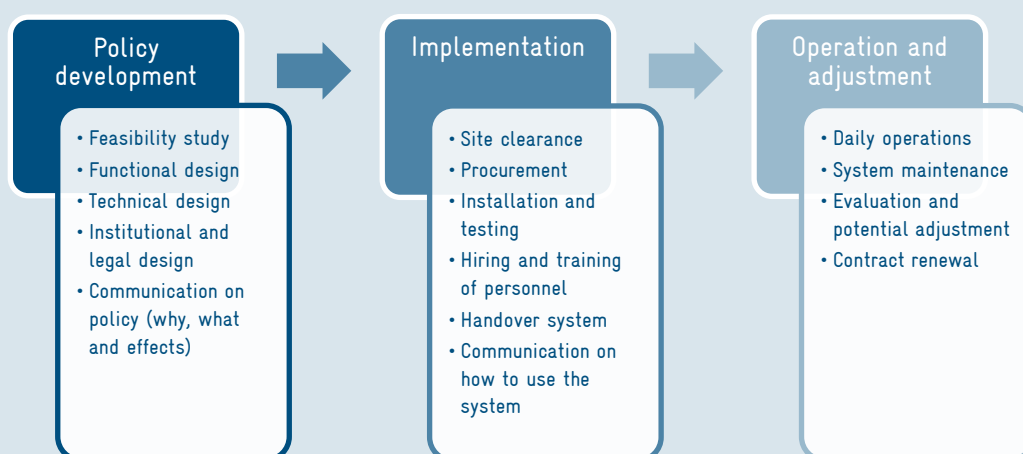 Policy
development
• Feasibility study
• Functional design
• Technical design
• Institutional and
legal design
• Communication on
policy (why, what
and effects)
Implementation
• Site clearance
• Procurement
• Installation and
testing
• Hiring and training
of personnel
• Handover system
• Communication on
how to use the
system
Operation and
adjustment
• Daily operations
• System maintenance
• Evaluation and
potential adjustment
• Contract renewal